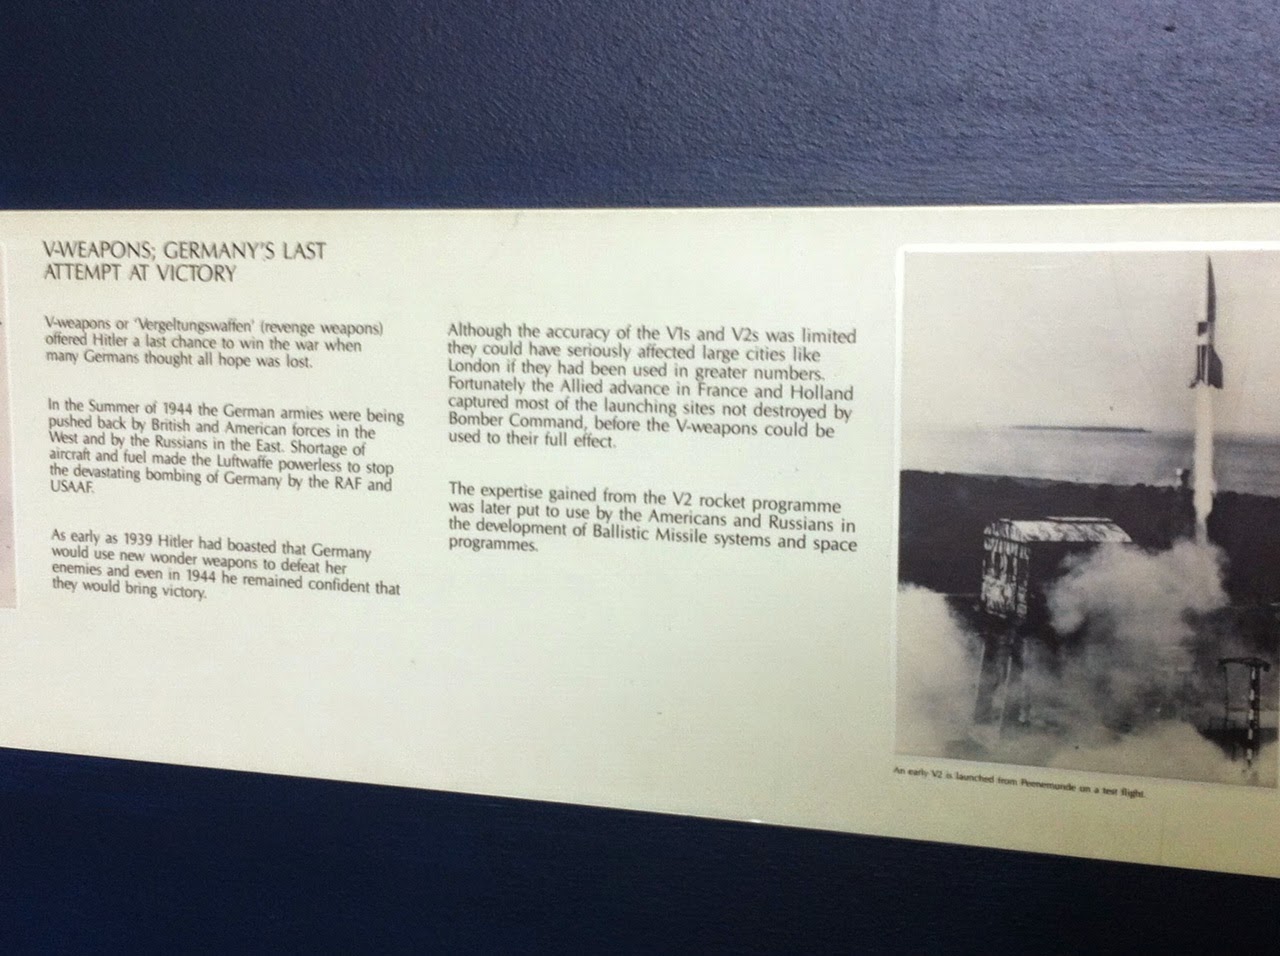 V-WEAPONS; GERMANY'S LAST
ATTEMPT AT VICTORY
V-weapons or 'Vergeltungswaffen' (revenge weapons)
offered Hitler a last chance to win the war when
many Germans thought all hope was lost.
In the Summer of 1944 the German armies were being
pushed back by British and American forces in the
West and by the Russians in the East. Shortage of
aircraft and fuel made the Luftwaffe powerless to stop
the devastating bombing of Germany by the RAF and
USAAF.
As early as 1939 Hitler had boasted that Germany
would use new wonder weapons to defeat her
enemies and even in 1944 he remained confident that
they would bring victory.
Although the accuracy of the V1s and V2s was limited
they could have seriously affected large cities like
London if they had been used in greater numbers.
Fortunately the Allied advance in France and Holland
captured most of the launching sites not destroyed by
Bomber Command, before the V-weapons could be
used to their full effect.
The expertise gained from the V2 rocket programme
was later put to use by the Americans and Russians in
the development of Ballistic Missile systems and space
programmes.
An early V2 is launched from Peenemunde on a test flight.